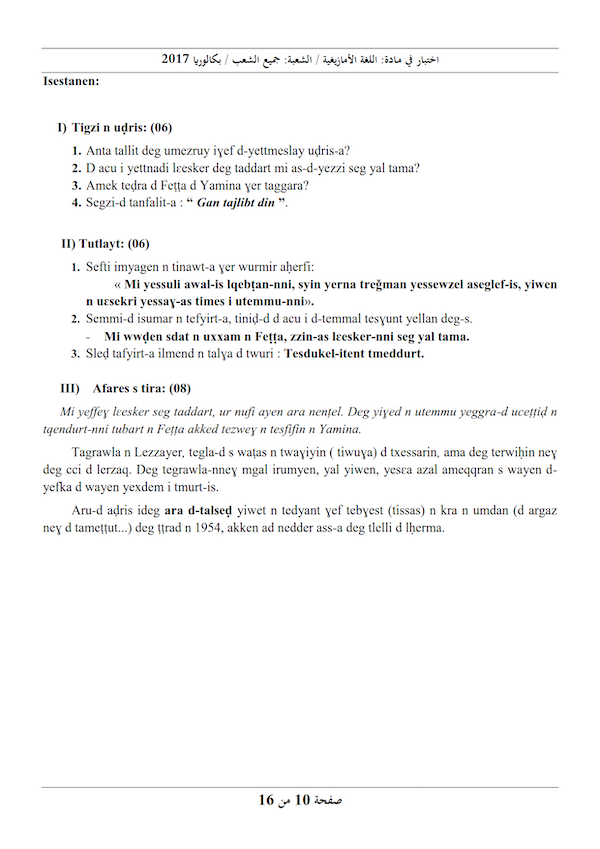 اختبار في مادة: اللغة الأمازيغية / الشعبة: جميع الشعب / بكالوريا 2017
Isestanen:
I) Tigzi n uḍris: (06)
1. Anta tallit deg umezruy iɣef d-yettmeslay uḍris-a?
2. D acu i yettnadi lɛesker deg taddart mi as-d-yezzi seg yal tama?
3. Amek teḍra d Feṭṭa d Yamina ɣer taggara?
4. Segzi-d tanfalit-a : “ Gan tajlibt din ”.
II) Tutlayt: (06)
1. Sefti imyagen n tinawt-a ɣer wurmir aḥerfi:
« Mi yessuli awal-is lqebṭan-nni, syin yerna treǧman yessewzel aseglef-is, yiwen
n uɛsekri yessaɣ-as times i utemmu-nni».
2. Semmi-d isumar n tefyirt-a, tiniḍ-d d acu i d-temmal tesɣunt yellan deg-s.
- Mi wwḍen sdat n uxxam n Feṭṭa, zzin-as lɛesker-nni seg yal tama.
3. Sleḍ tafyirt-a ilmend n talɣa d twuri : Tesdukel-itent tmeddurt.
III) Afares s tira: (08)
Mi yeffeɣ lɛesker seg taddart, ur nufi ayen ara nenṭel. Deg yiɣed n utemmu yeggra-d uceṭṭiḍ n
tqendurt-nni tubart n Feṭṭa akked tezweɣ n tesfifin n Yamina.
Tagrawla n Lezzayer, tegla-d s waṭas n twaɣiyin ( tiwuɣa) d txessarin, ama deg terwiḥin neɣ
deg cci d lerzaq. Deg tegrawla-nneɣ mgal irumyen, yal yiwen, yesɛa azal ameqqran s wayen d-
yefka d wayen yexdem i tmurt-is.
Aru-d aḍris ideg ara d-talseḍ yiwet n tedyant ɣef tebɣest (tissas) n kra n umdan (d argaz
neɣ d tameṭṭut...) deg ṭṭrad n 1954, akken ad nedder ass-a deg tlelli d lḥerma.
صفحة 10 من 16